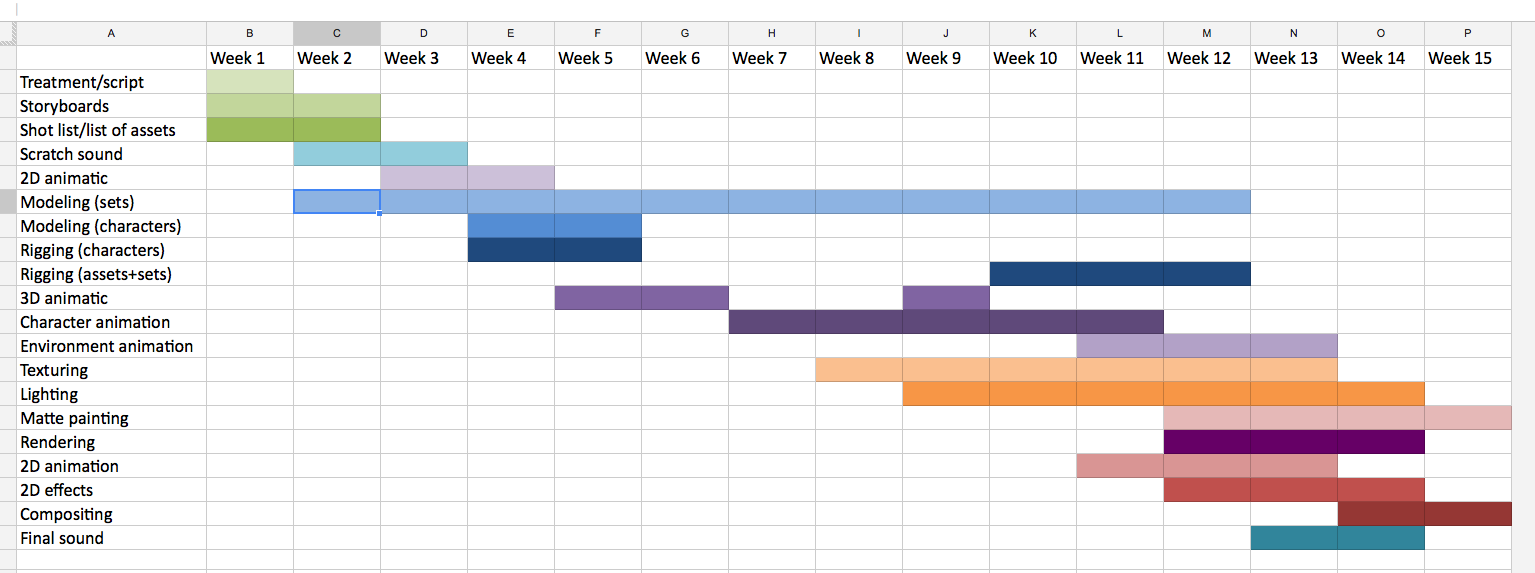 A B C D E F G H I J K L M N O P
Week 1 Week 2 Week 3 Week 4 Week 5 Week 6 Week 7 Week 8 Week 9 Week 10 Week 11 Week 12 Week 13 Week 14 Week 15
Treatment/script
Storyboards
Shot list/list of assets
Scratch sound
2D animatic
Modeling (sets)
Modeling (characters)
Rigging (characters)
Rigging (assets+sets)
3D animatic
Character animation
Environment animation
Texturing
Lighting
Matte painting
Rendering
2D animation
2D effects
Compositing
Final sound